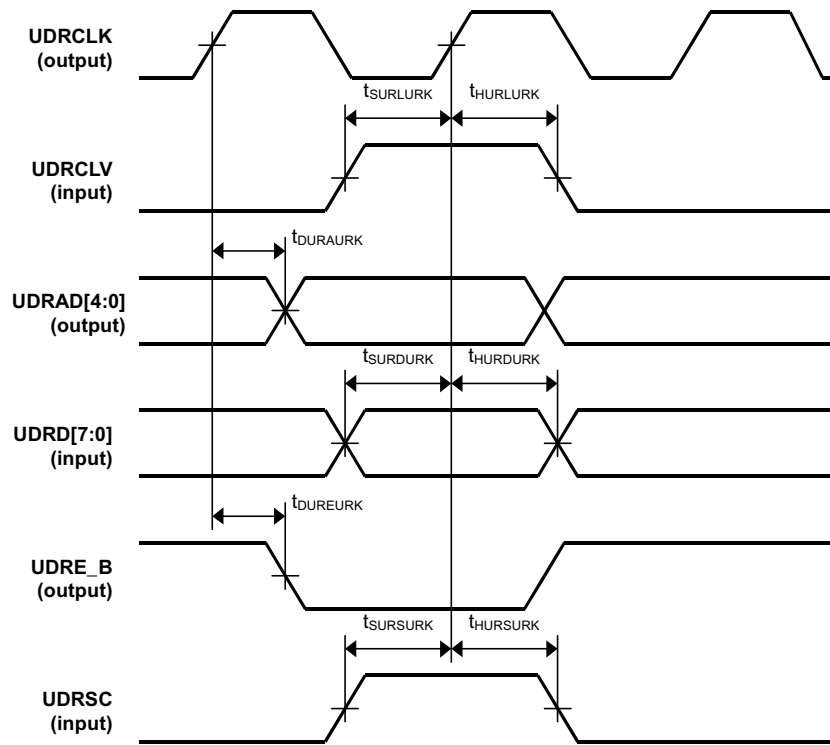 UDRCLK
(output)
tSURLURK tHURLURK
UDRCLV
(input)
tDURAURK
UDRAD[4:0]
(output)
tSURDURK tHURDURK
UDRD[7:0]
(input)
tDUREURK
UDRE_B
(output)
tSURSURK tHURSURK
UDRSC
(input)